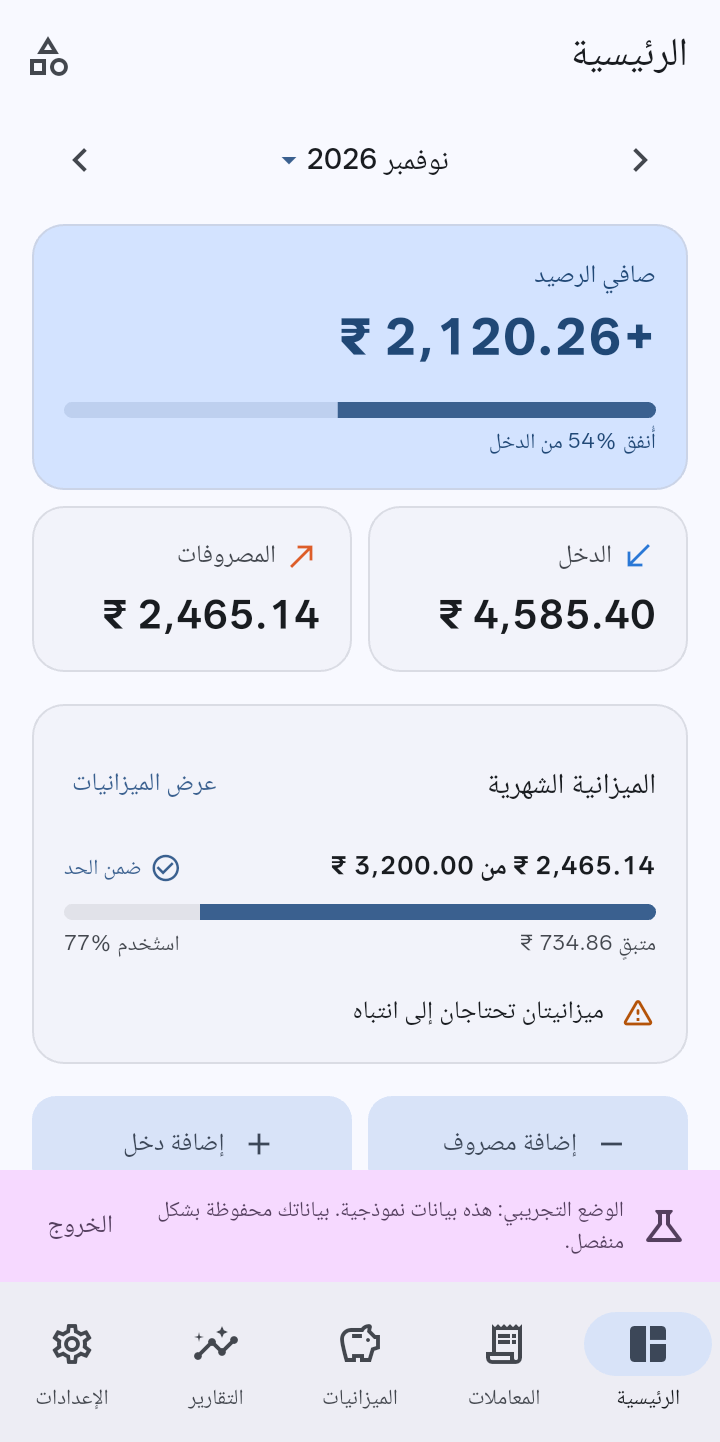 الرئيسية
نوفمبر 2026
صافي الرصيد
+2,120.26 ₹
أُنفق 54% من الدخل
الدخل
4,585.40 ₹
المصروفات
2,465.14 ₹
الميزانية الشهرية
عرض الميزانيات
2,465.14 ₹ من 3,200.00 ₹
ضمن الحد
متبقٍ 734.86 ₹
استُخدم 77%
ميزانيتان تحتاجان إلى انتباه
إضافة مصروف
إضافة دخل
الوضع التجريبي: هذه بيانات نموذجية. بياناتك محفوظة بشكل
منفصل.
الخروج
الرئيسية
المعاملات
الميزانيات
التقارير
الإعدادات